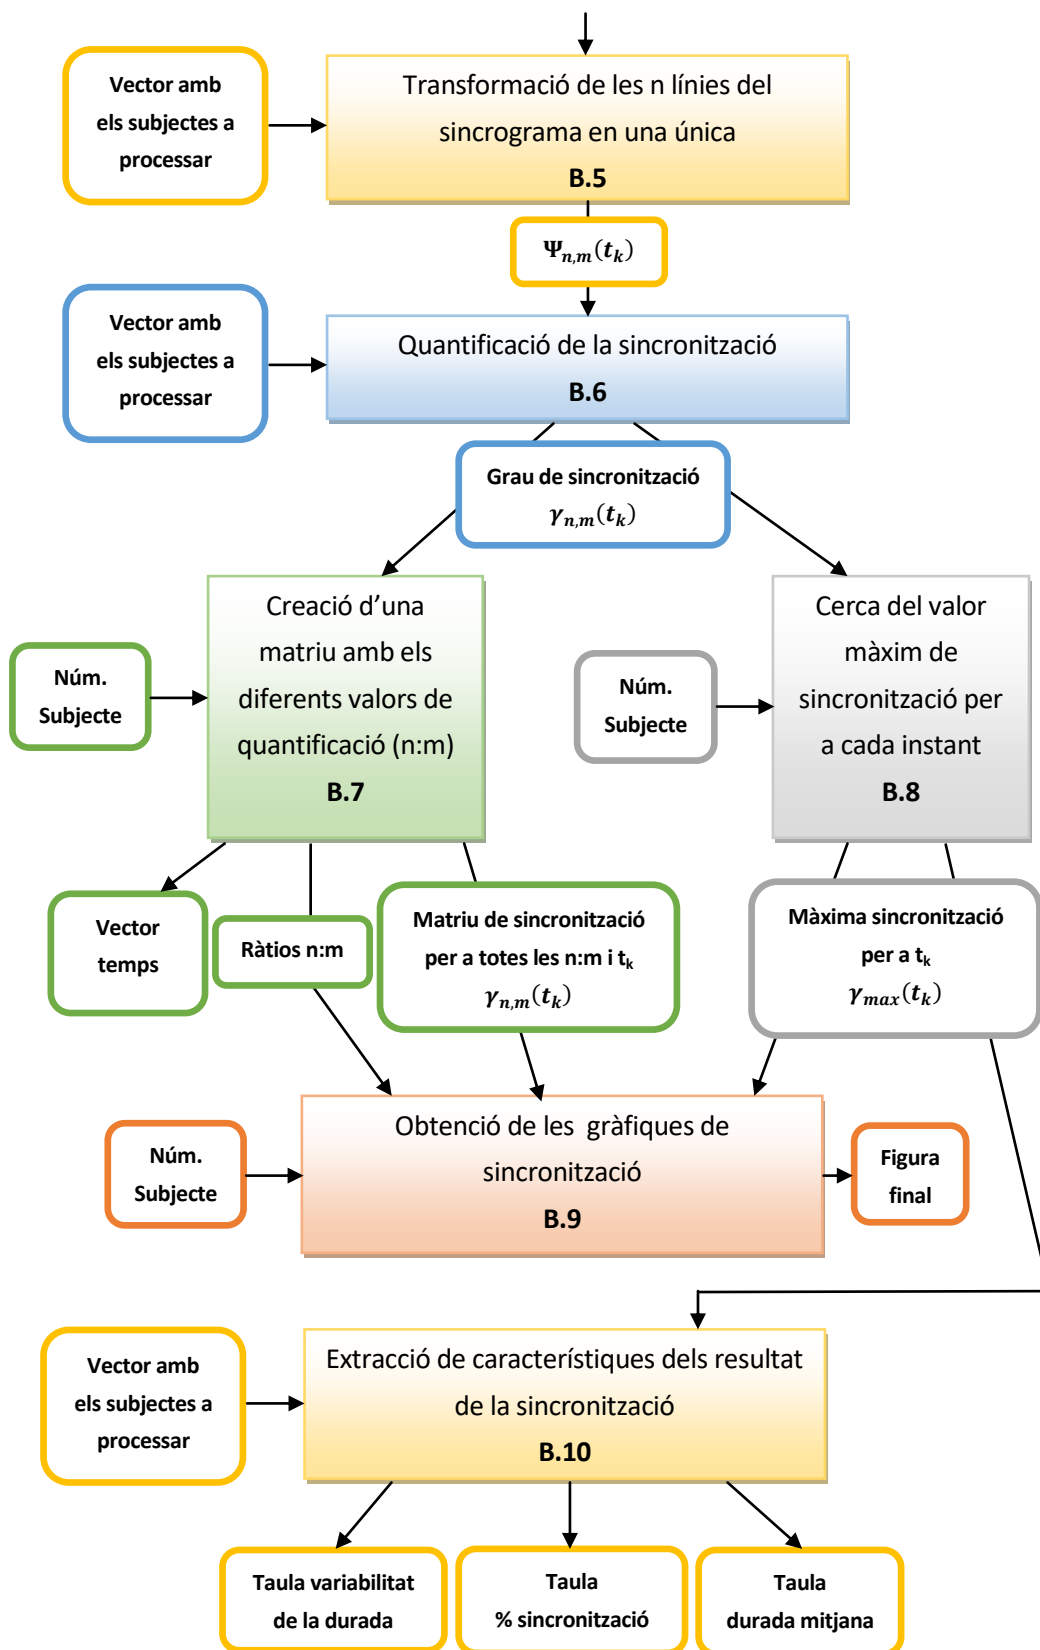 Vector amb
els subjectes a
processar
Transformació de les n línies del
sincrograma en una única
B.5
Ψn,m(tk)
Vector amb
els subjectes a
processar
Quantificació de la sincronització
B.6
Grau de sincronització
γn,m(tk)
Creació d’una
matriu amb els
diferents valors de
quantificació (n:m)
B.7
Núm.
Subjecte
Cerca del valor
màxim de
sincronització per
a cada instant
B.8
Núm.
Subjecte
Vector
temps
Ràtios n:m
Matriu de sincronització
per a totes les n:m i tk
γn,m(tk)
Màxima sincronització
per a tk
γmax(tk)
Núm.
Subjecte
Obtenció de les gràfiques de
sincronització
B.9
Figura
final
Vector amb
els subjectes a
processar
Extracció de característiques dels resultat
de la sincronització
B.10
Taula variabilitat
de la durada
Taula
% sincronització
Taula
durada mitjana